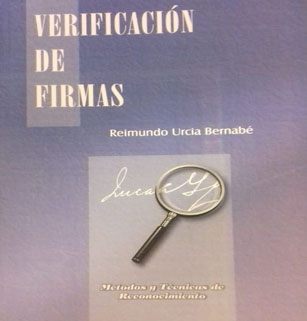 VERIFICACIÓN
DE
FIRMAS
Reimundo Urcia Bernabé
Métodos y Técnicas de
Reconocimiento